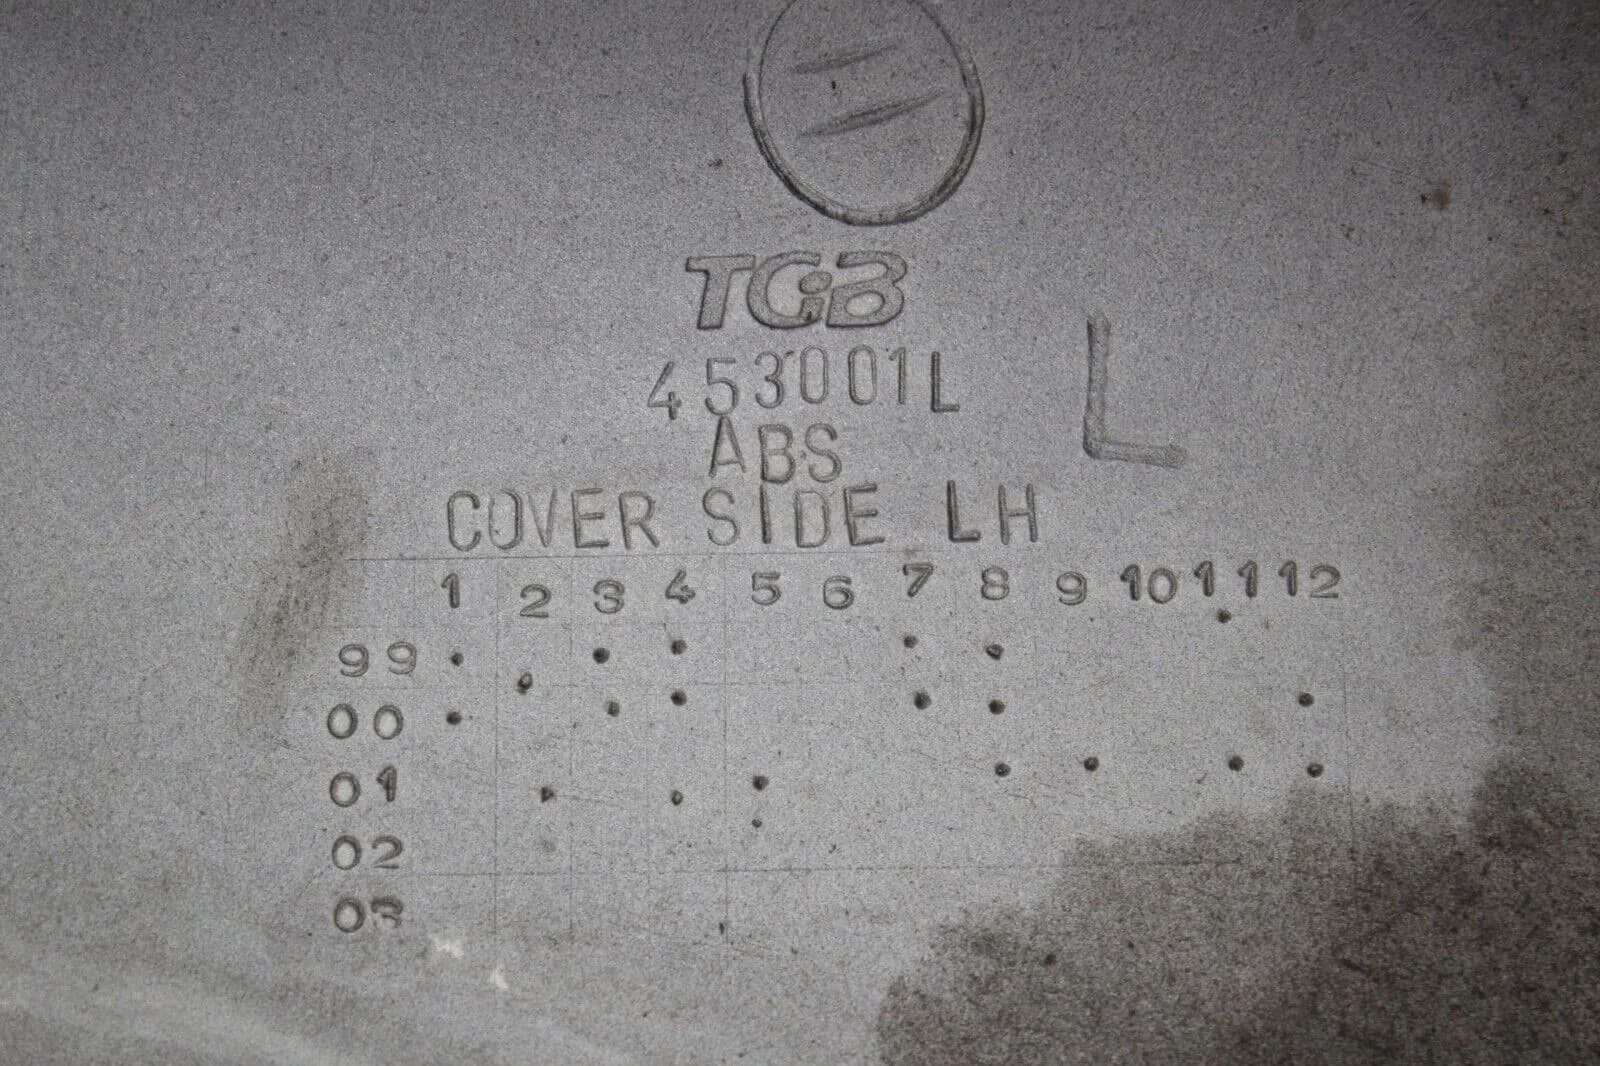 TGB
453001L
L
ABS
COVER SIDE LH
1 2 3 4 5 6 7 8 9 10 11 12
99
00
01
02
03